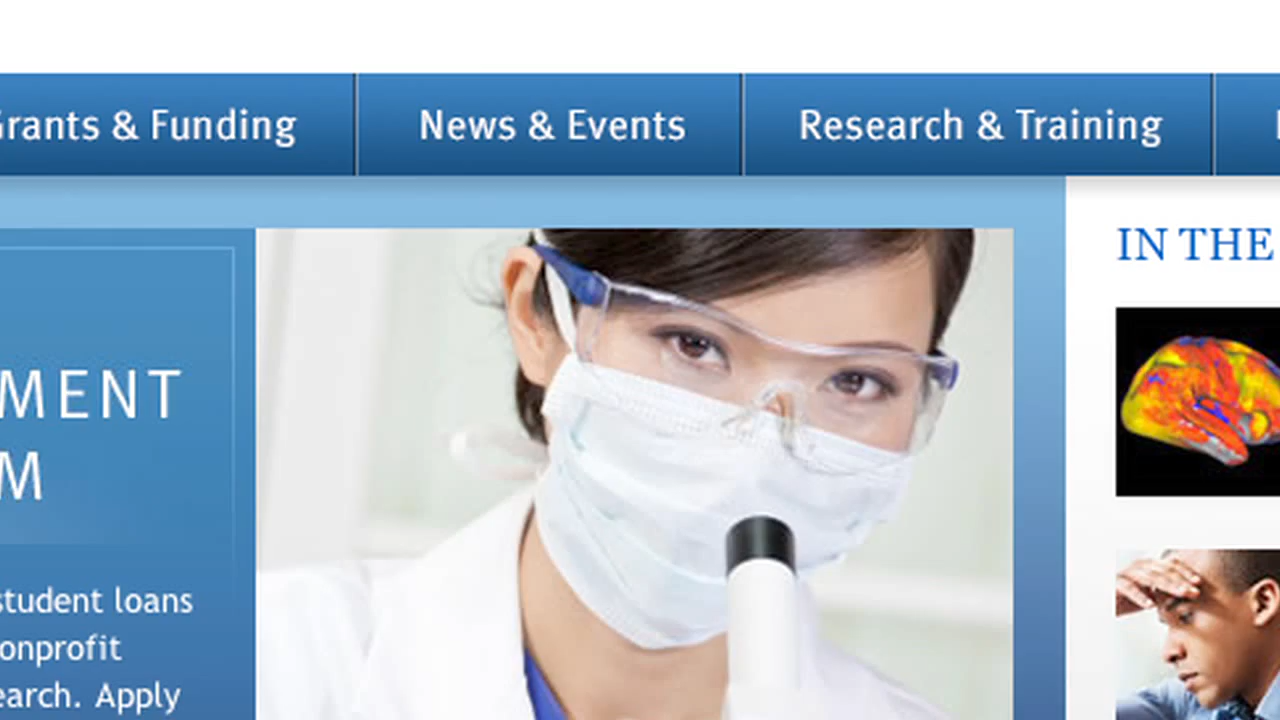 Grants & Funding
News & Events
Research & Training
IN THE
MENT
M
student loans
onprofit
earch. Apply